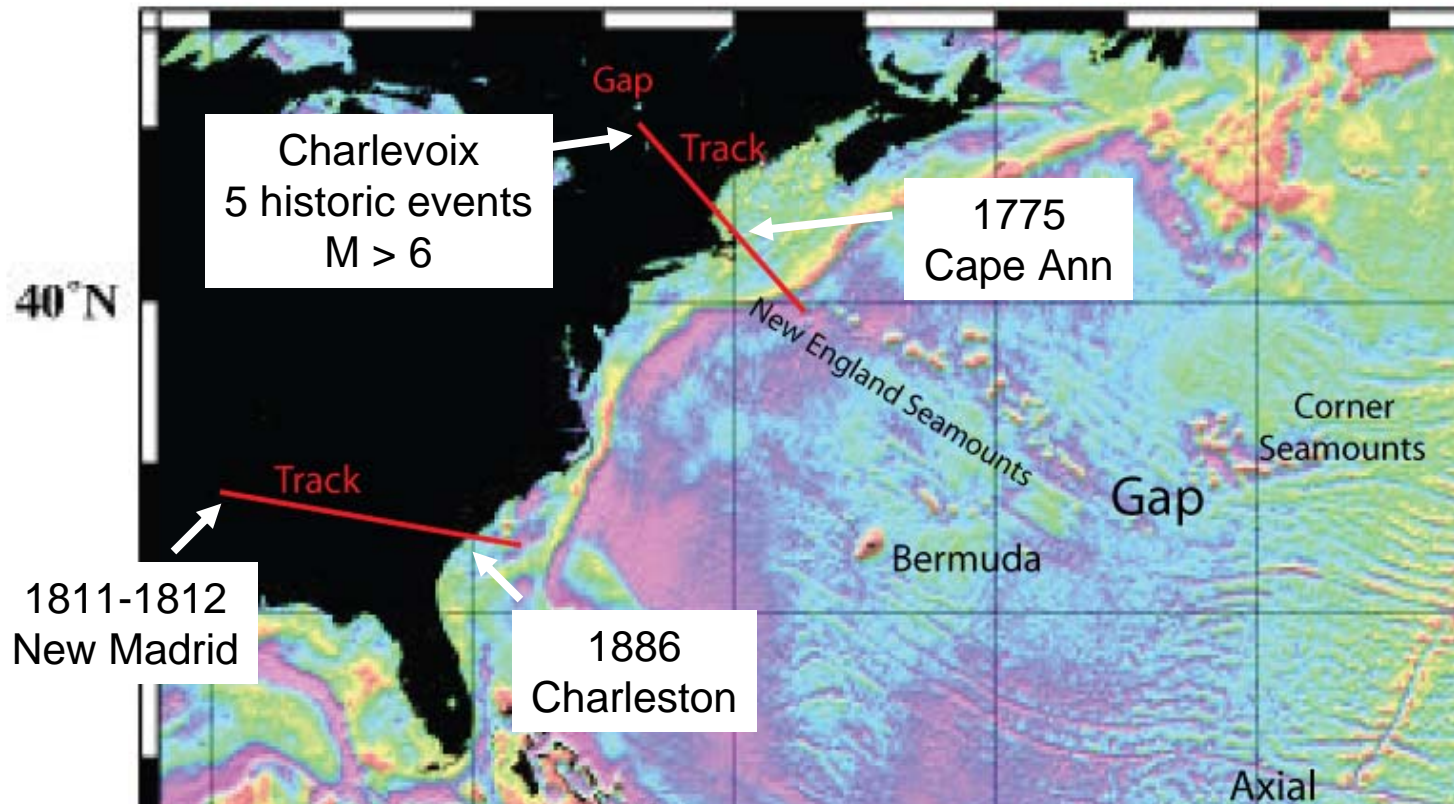 Gap
Track
Charlevoix
5 historic events
M > 6
1775
Cape Ann
40°N
New England Seamounts
Corner
Seamounts
Gap
Track
Bermuda
1811-1812
New Madrid
1886
Charleston
Axial